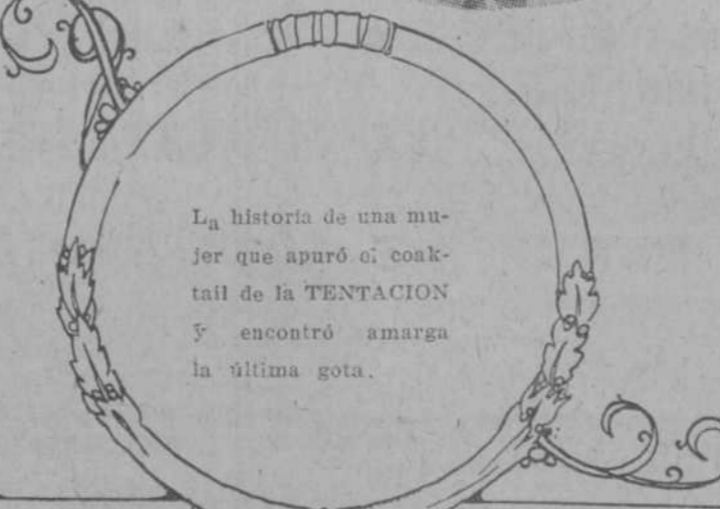 La historia de una mu-
jer que apuró el coak-
tail de la TENTACION
y encontró amarga
la última gota.